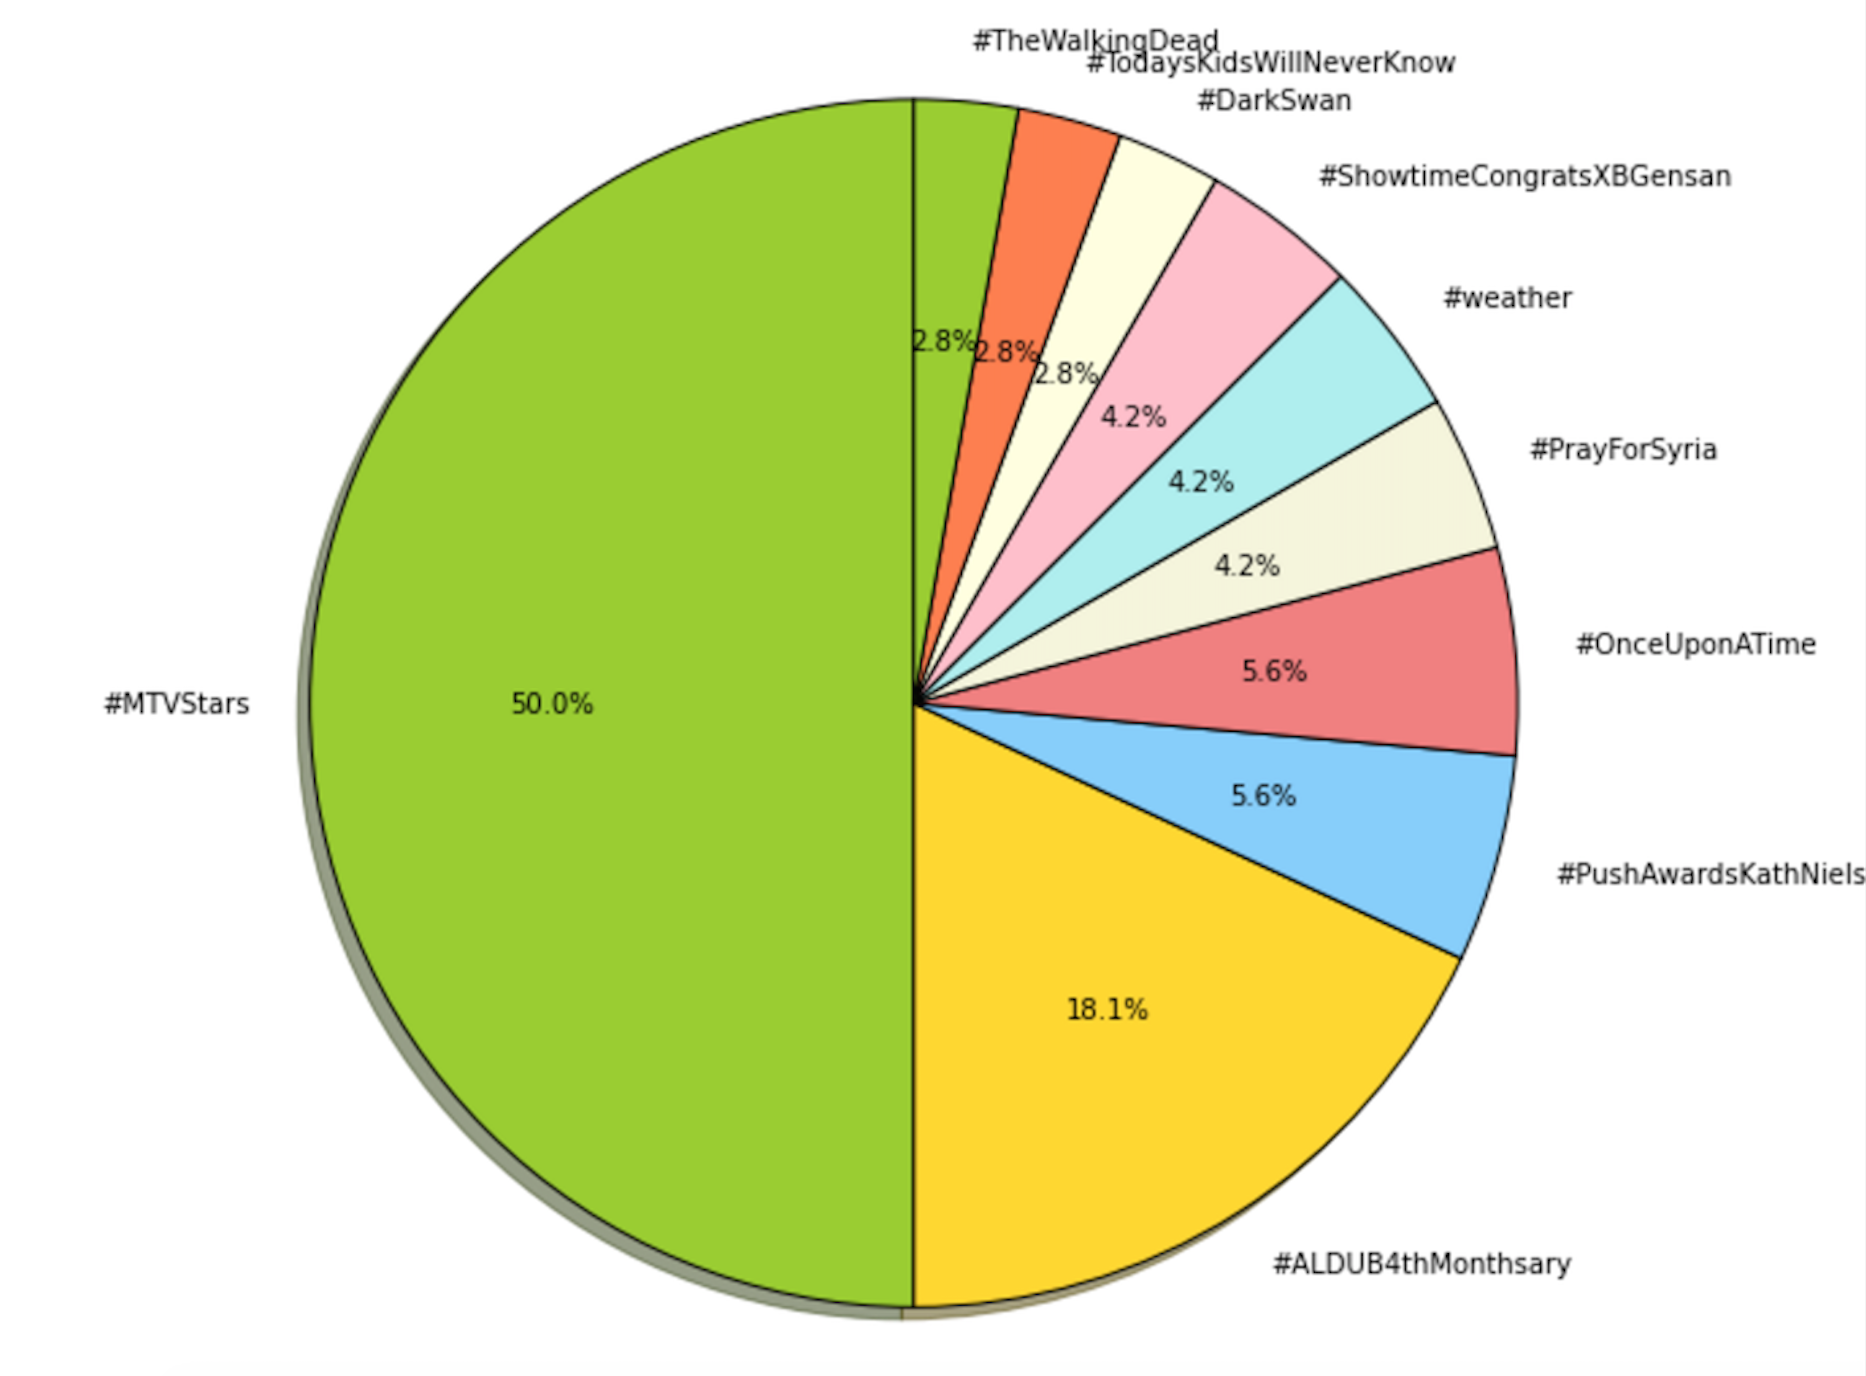 #TheWalkingDead
#TodaysKidsWillNeverKnow
#DarkSwan
#ShowtimeCongratsXBGensan
#weather
2.8%
2.8%
2.8%
4.2%
#PrayForSyria
4.2%
4.2%
#OnceUponATime
5.6%
#MTVStars
50.0%
5.6%
#PushAwardsKathNiels
18.1%
#ALDUB4thMonthsary